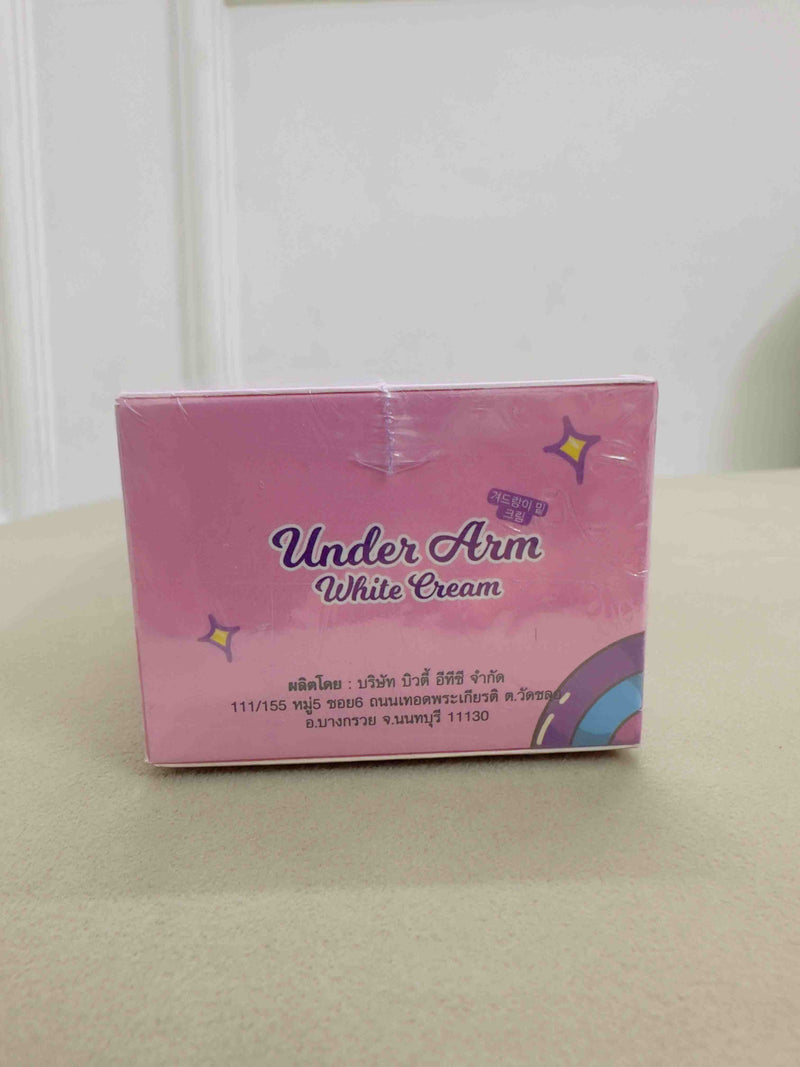 겨드랑이 밑
크림
Under Arm
White Cream
ผลิตโดย : บริษัท บิวตี้ อีทีซี จำกัด
111/155 หมู่5 ซอย6 ถนนเทอดพระเกียรติ ต.วัดชลอ
อ.บางกรวย จ.นนทบุรี 11130